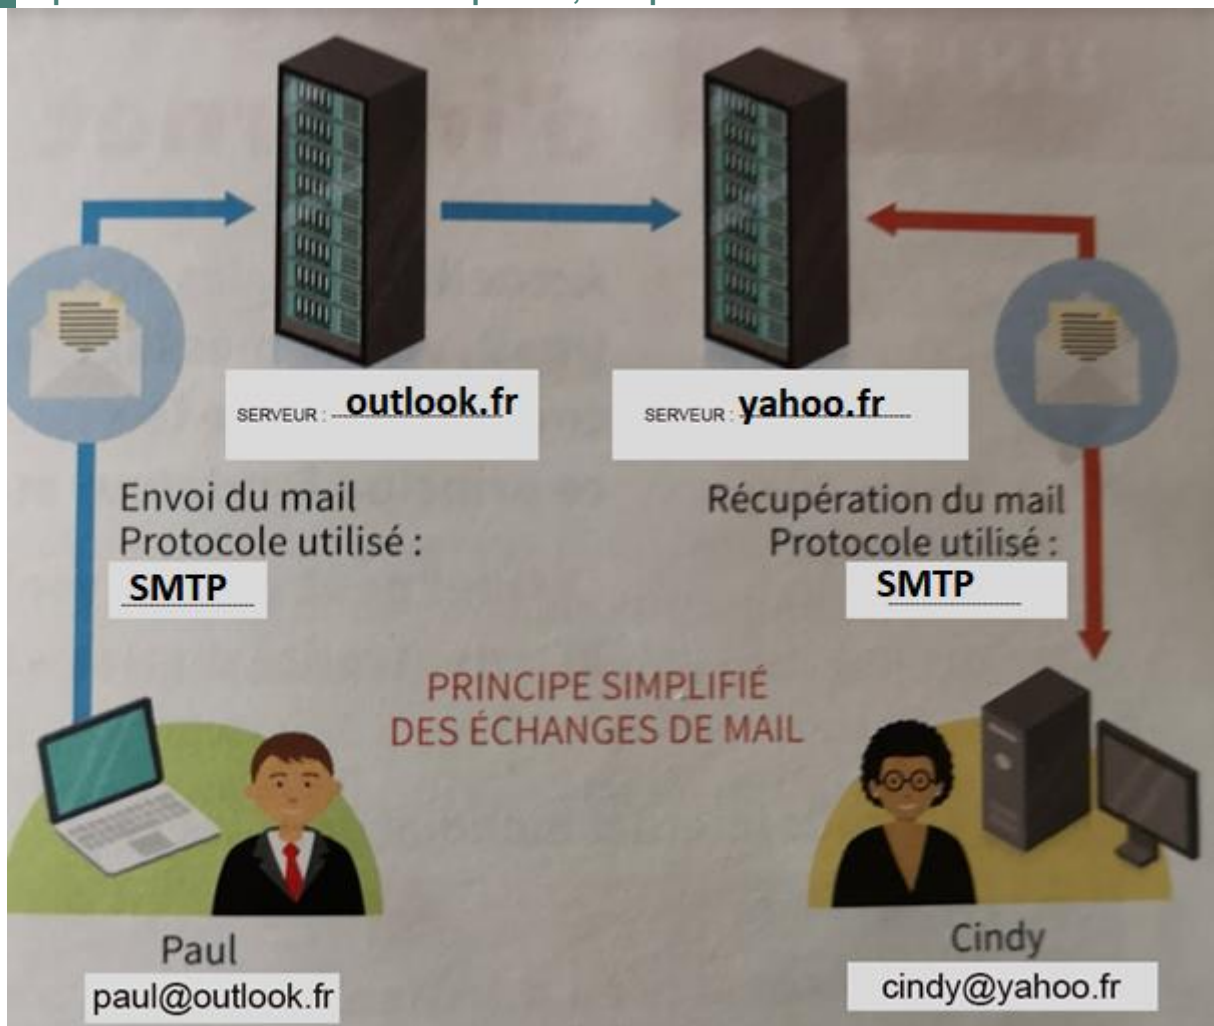 SERVEUR : outlook.fr
SERVEUR : yahoo.fr
Envoi du mail
Protocole utilisé :
SMTP
Récupération du mail
Protocole utilisé :
SMTP
PRINCIPE SIMPLIFIÉ
DES ÉCHANGES DE MAIL
Paul
paul@outlook.fr
Cindy
cindy@yahoo.fr